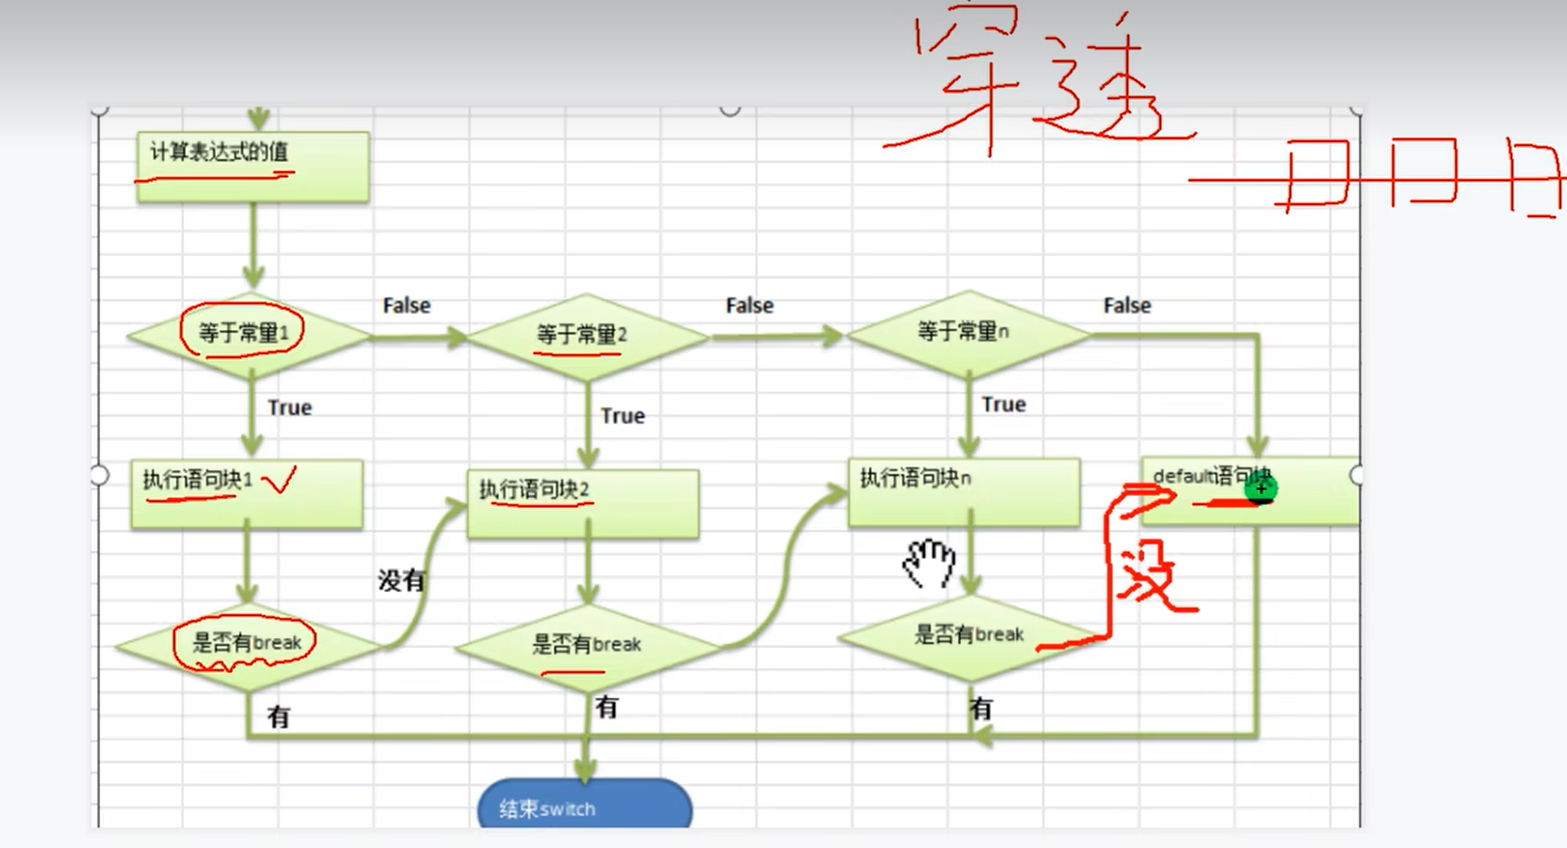 穿透
计算表达式的值
False
False
False
等于常量1
等于常量2
等于常量n
True
True
True
执行语句块1
执行语句块2
执行语句块n
default语句块
没有
没
是否有break
是否有break
是否有break
有
有
有
结束switch